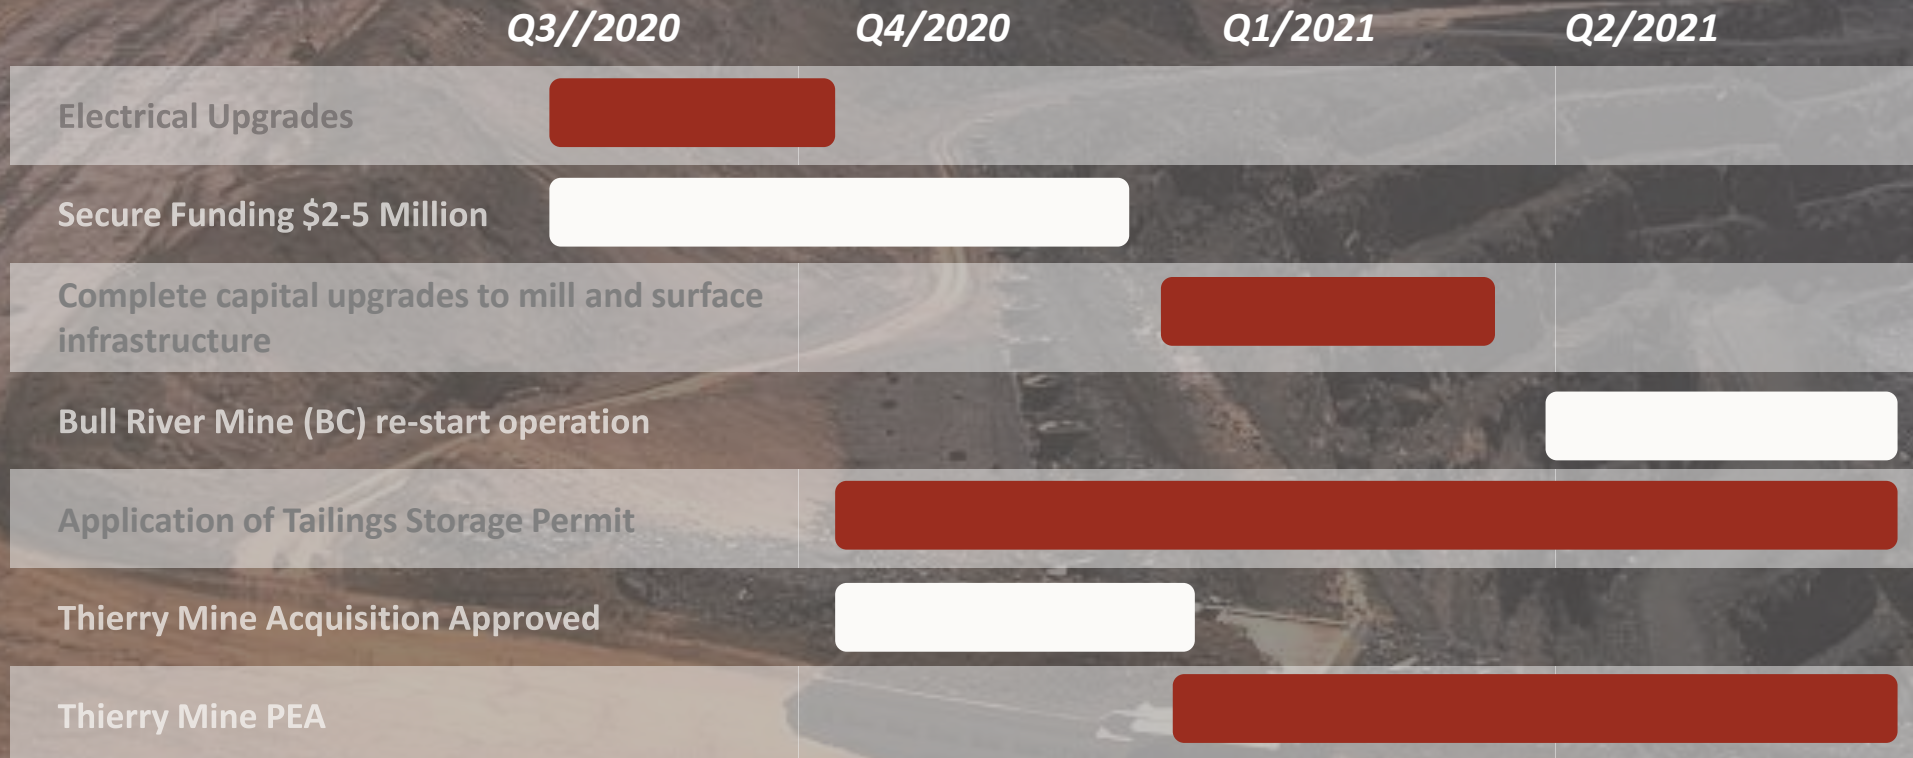 Q3//2020 Q4/2020 Q1/2021 Q2/2021
Electrical Upgrades
Secure Funding $2-5 Million
Complete capital upgrades to mill and surface
infrastructure
Bull River Mine (BC) re-start operation
Application of Tailings Storage Permit
Thierry Mine Acquisition Approved
Thierry Mine PEA